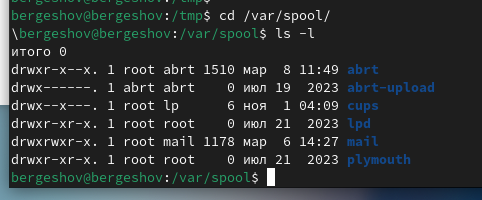 bergeshov@bergeshov:/tmp$
bergeshov@bergeshov:/tmp$ cd /var/spool/
\bergeshov@bergeshov:/var/spool$ ls -l
итого 0
drwxr-x--x. 1 root abrt 1510 мар  8 11:49 abrt
drwx------. 1 abrt abrt    0 июл 19  2023 abrt-upload
drwx--x---. 1 root lp      6 ноя  1 04:09 cups
drwxr-xr-x. 1 root root    0 июл 21  2023 lpd
drwxrwxr-x. 1 root mail 1178 мар  6 14:27 mail
drwxr-xr-x. 1 root root    0 июл 21  2023 plymouth
bergeshov@bergeshov:/var/spool$